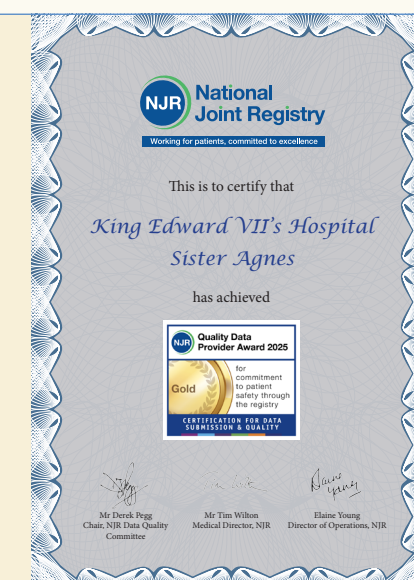 NJR
National
Joint Registry
Working for patients, committed to excellence
This is to certify that
King Edward VII's Hospital
Sister Agnes
has achieved
NJR
Quality Data
Provider Award 2025
Gold
for
commitment
to patient
safety through
the registry
CERTIFICATION FOR DATA
SUBMISSION & QUALITY
Elaine
Young
Mr Derek Pegg
Chair, NJR Data Quality
Committee
Mr Tim Wilton
Medical Director, NJR
Elaine Young
Director of Operations, NJR